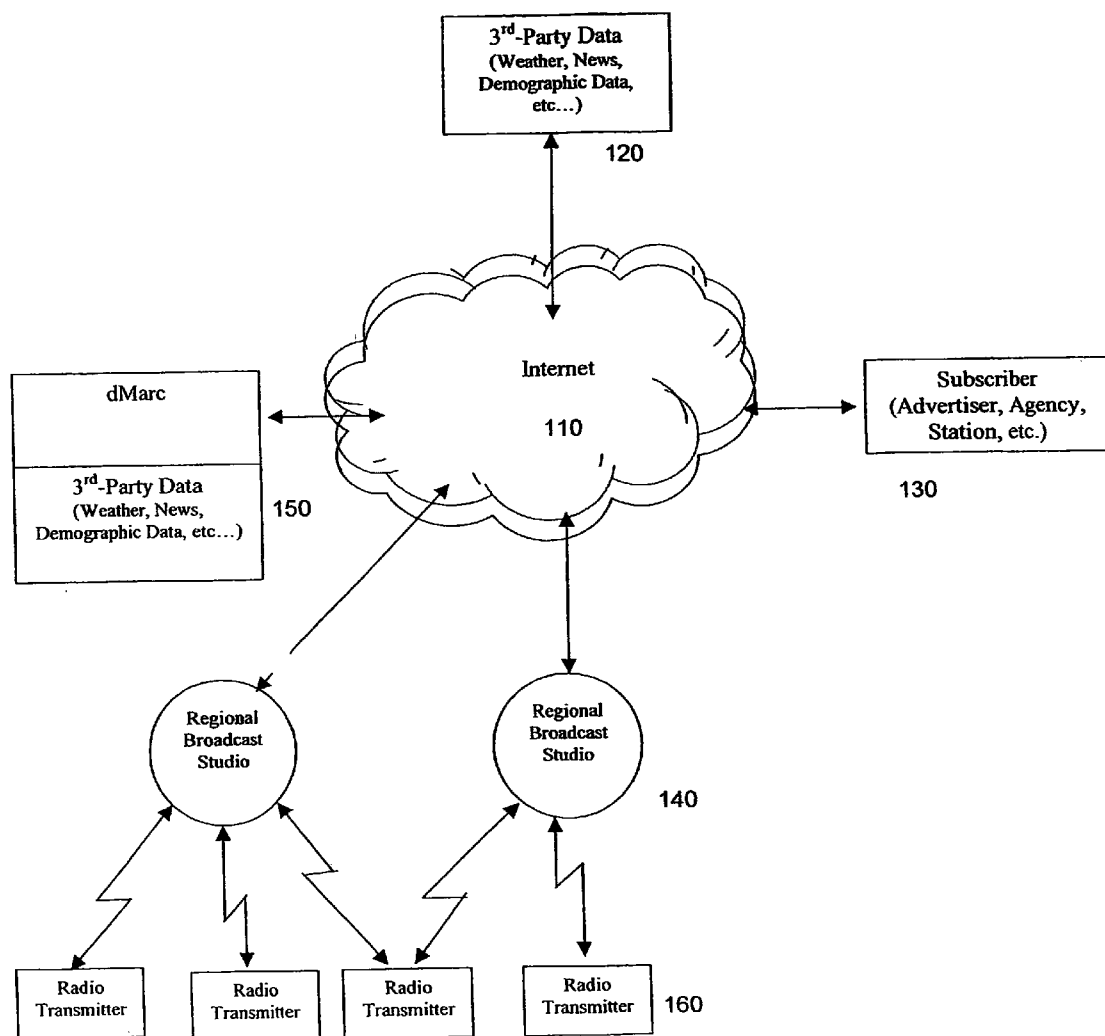 3rd-Party Data
(Weather, News,
Demographic Data,
etc...)
120
Internet
110
dMarc
3rd-Party Data
(Weather, News,
Demographic Data, etc...)
150
Subscriber
(Advertiser, Agency,
Station, etc.)
130
Regional
Broadcast
Studio
Regional
Broadcast
Studio
140
Radio
Transmitter
Radio
Transmitter
Radio
Transmitter
Radio
Transmitter
160